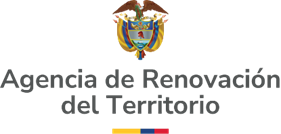 Agencia de Renovación
del Territorio